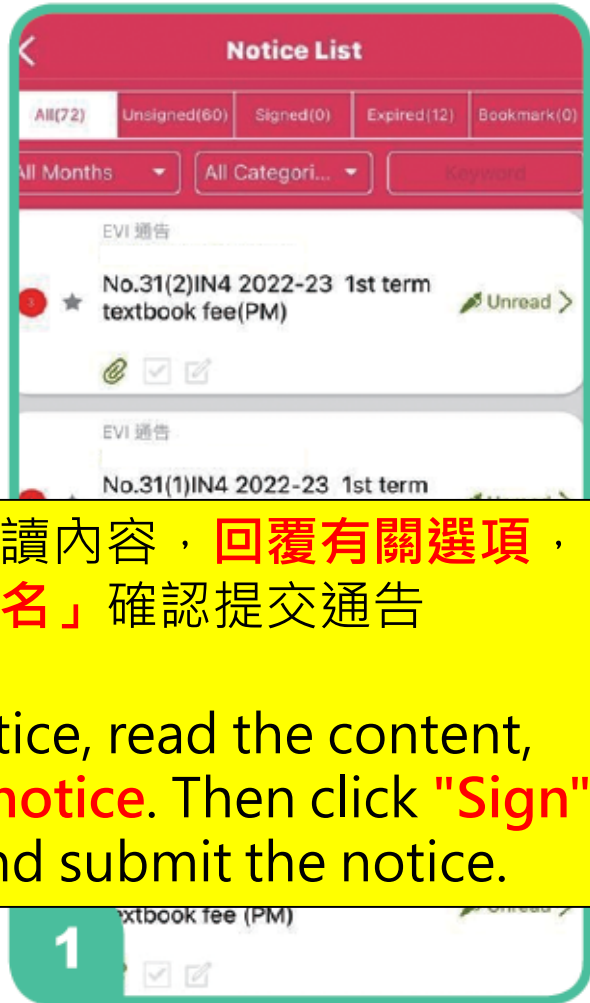 Notice List
All(72) Unsigned(60) Signed(0) Expired(12) Bookmark(0)
All Months All Categori... Keyword
EVI 通告
No.31(2)IN4 2022-23 1st term
textbook fee(PM)
3 Unread
EVI 通告
No.31(1)IN4 2022-23 1st term
讀內容，回覆有關選項，
名」確認提交通告
tice, read the content,
notice. Then click "Sign"
nd submit the notice.
extbook fee (PM)
Unread
1